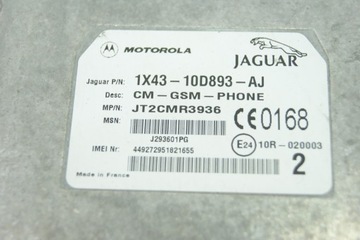 MOTOROLA JAGUAR
Jaguar P/N: 1X43-10D893-AJ
Desc: CM-GSM-PHONE
MP/N: JT2CMR3936
MSN: CE0168
J293601PG
IMEI Nr: 449272951821655 E24 10R-020003
Made in France 2